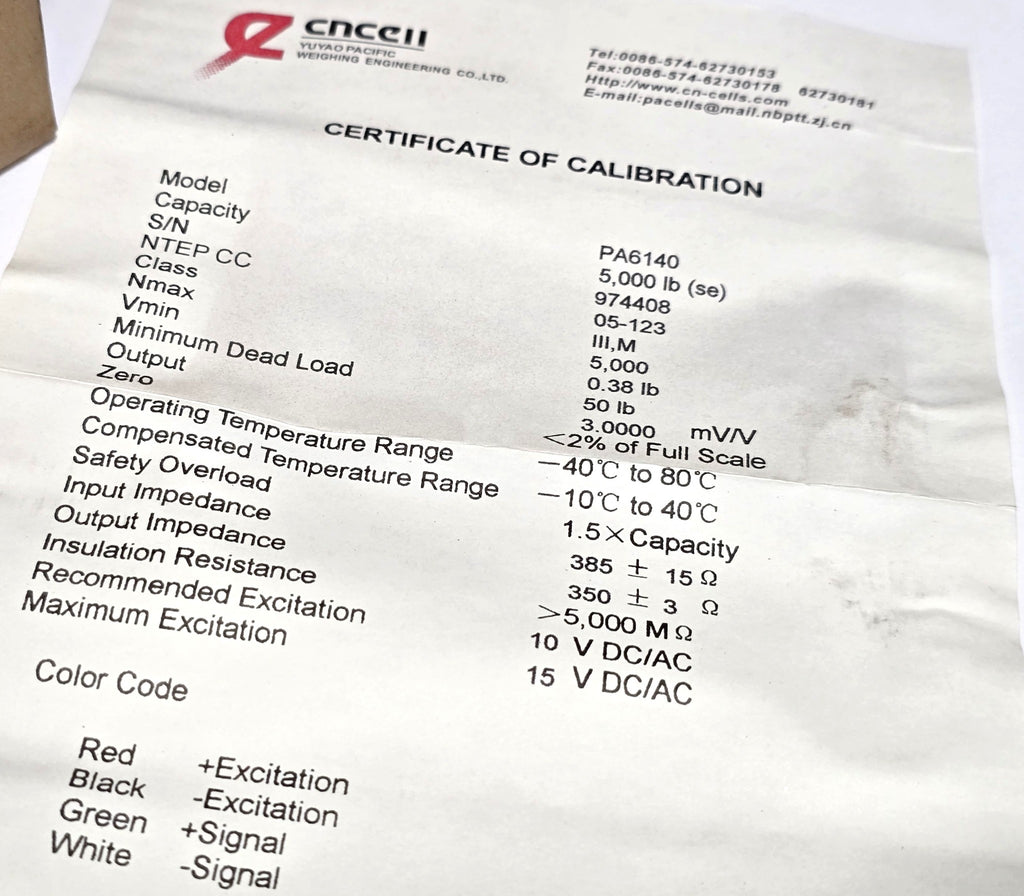 cncell
YUYAO PACIFIC
WEIGHING ENGINEERING CO.,LTD.
Tel:0086-574-62730153
Fax:0086-574-62730178 62730181
Http://www.cn-cells.com
E-mail:pacells@mail.nbptt.zj.cn
CERTIFICATE OF CALIBRATION
Model PA6140
Capacity 5,000 lb (se)
S/N 974408
NTEP CC 05-123
Class III,M
Nmax 5,000
Vmin 0.38 lb
Minimum Dead Load 50 lb
Output 3.0000 mV/V
Zero <2% of Full Scale
Operating Temperature Range －40℃ to 80℃
Compensated Temperature Range －10℃ to 40℃
Safety Overload 1.5×Capacity
Input Impedance 385 ± 15 Ω
Output Impedance 350 ± 3 Ω
Insulation Resistance >5,000 M Ω
Recommended Excitation 10 V DC/AC
Maximum Excitation 15 V DC/AC
Color Code
Red +Excitation
Black -Excitation
Green +Signal
White -Signal